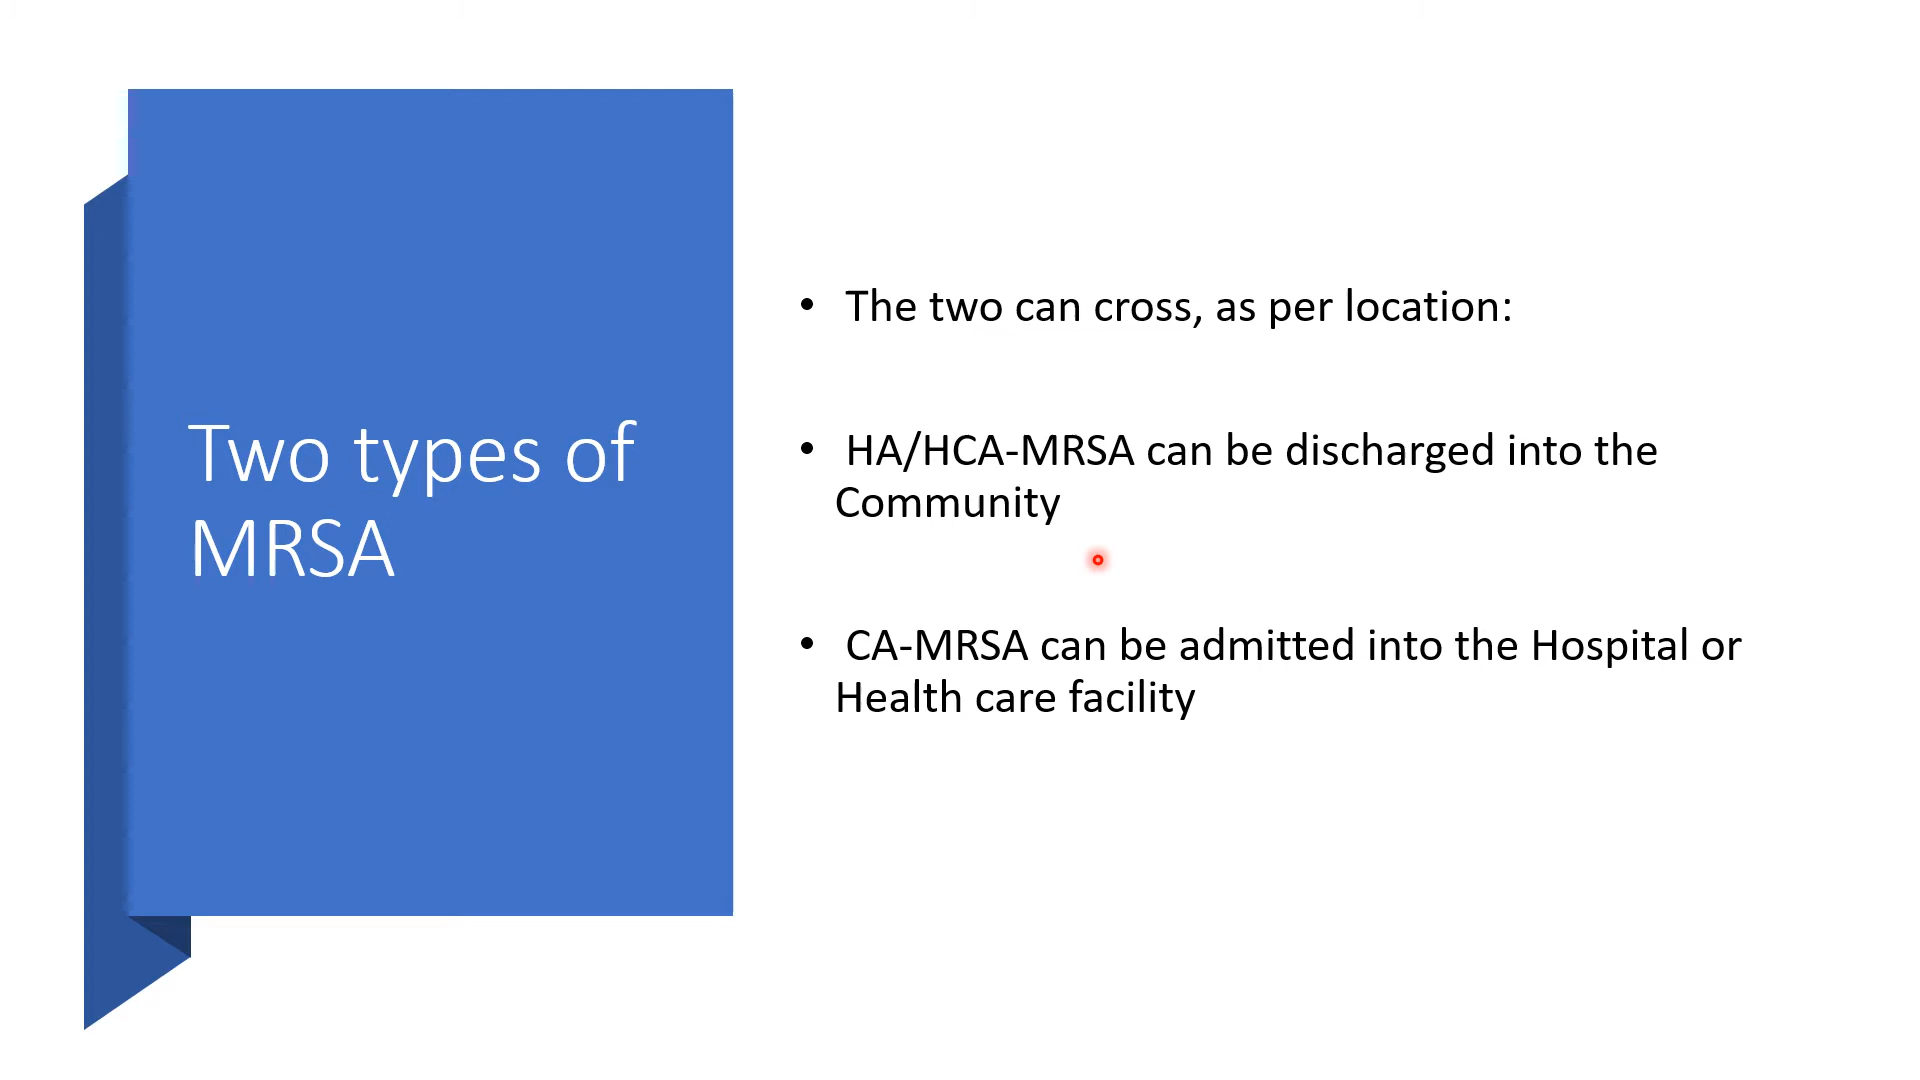 Two types of
MRSA
• The two can cross, as per location:
• HA/HCA-MRSA can be discharged into the
Community
• CA-MRSA can be admitted into the Hospital or
Health care facility